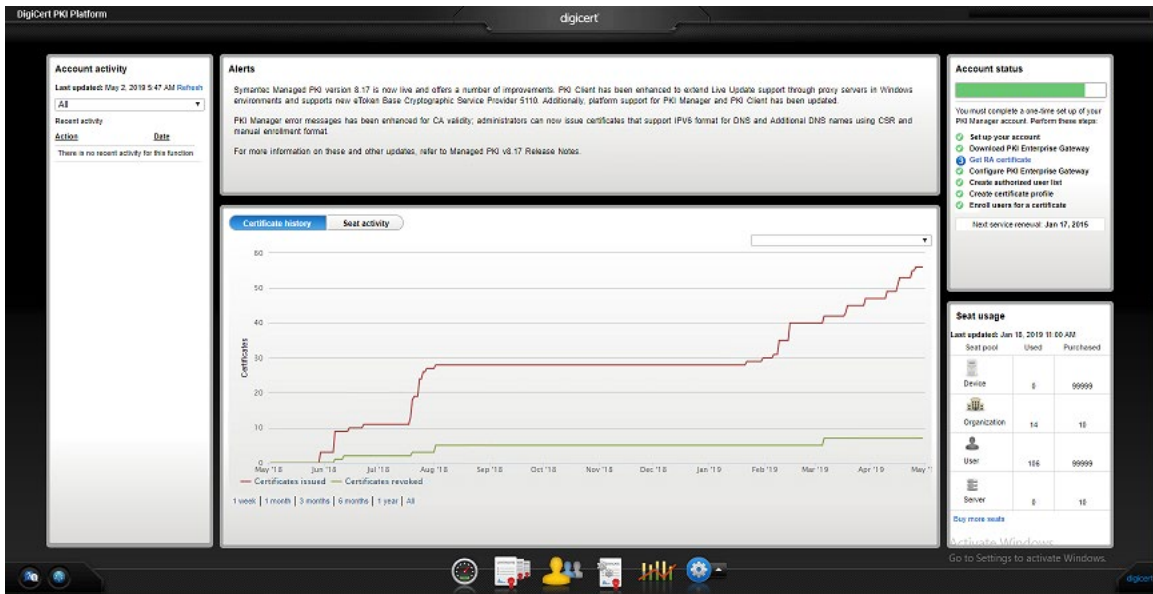 DigiCert PKI Platform
digicert
Account activity
Last updated: May 2, 2019 5:47 AM Refresh
All
Recent activity
Action Date
There is no recent activity for this function
Alerts
Symantec Managed PKI version 8.17 is now live and offers a number of improvements. PKI Client has been enhanced to extend Live Update support through proxy servers in Windows
environments and supports new eToken Base Cryptographic Service Provider 5110. Additionally, platform support for PKI Manager and PKI Client has been updated.
PKI Manager error messages has been enhanced for CA validity; administrators can now issue certificates that support IPV6 format for DNS and Additional DNS names using CSR and
manual enrollment format.
For more information on these and other updates, refer to Managed PKI v8.17 Release Notes.
Certificate history Seat activity
60
50
40
30
20
10
0
Certificates
May '18 Jun '18 Jul '18 Aug '18 Sep '18 Oct '18 Nov '18 Dec '18 Jan '19 Feb '19 Mar '19 Apr '19 May '
Certificates issued Certificates revoked
1 week | 1 month | 3 months | 6 months | 1 year | All
Account status
You must complete a one-time set up of your
PKI Manager account. Perform these steps:
Set up your account
Download PKI Enterprise Gateway
3 Get RA certificate
Configure PKI Enterprise Gateway
Create authorized user list
Create certificate profile
Enroll users for a certificate
Next service renewal: Jan 17, 2015
Seat usage
Last updated: Jan 18, 2019 11:00 AM
Seat pool Used Purchased
Device 0 99999
Organization 14 10
User 106 99999
Server 0 10
Buy more seats
Activate Windows
Go to Settings to activate Windows.
digicert